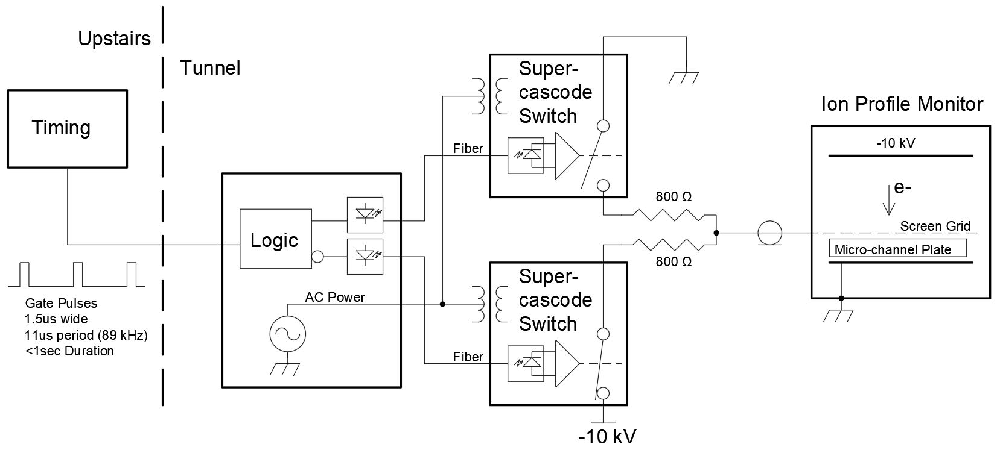 Upstairs
Tunnel
Timing
Gate Pulses
1.5us wide
11us period (89 kHz)
<1sec Duration
Logic
AC Power
Fiber
Super-
cascode
Switch
800 Ω
800 Ω
Fiber
Super-
cascode
Switch
-10 kV
Ion Profile Monitor
-10 kV
e-
Screen Grid
Micro-channel Plate